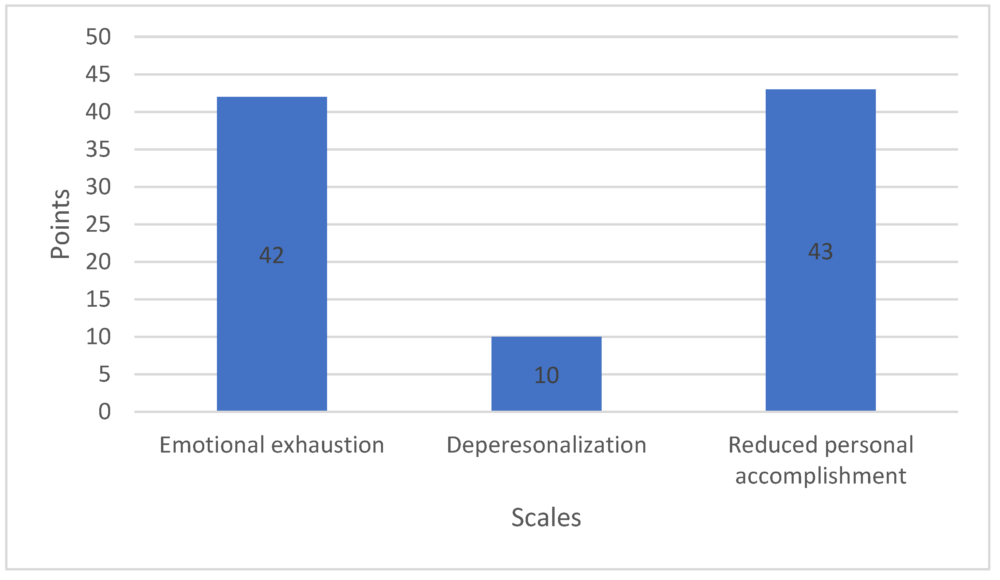 50
45
40
35
30
25
20
15
10
5
0
Points
42
10
43
Emotional exhaustion
Deperesonalization
Reduced personal
accomplishment
Scales